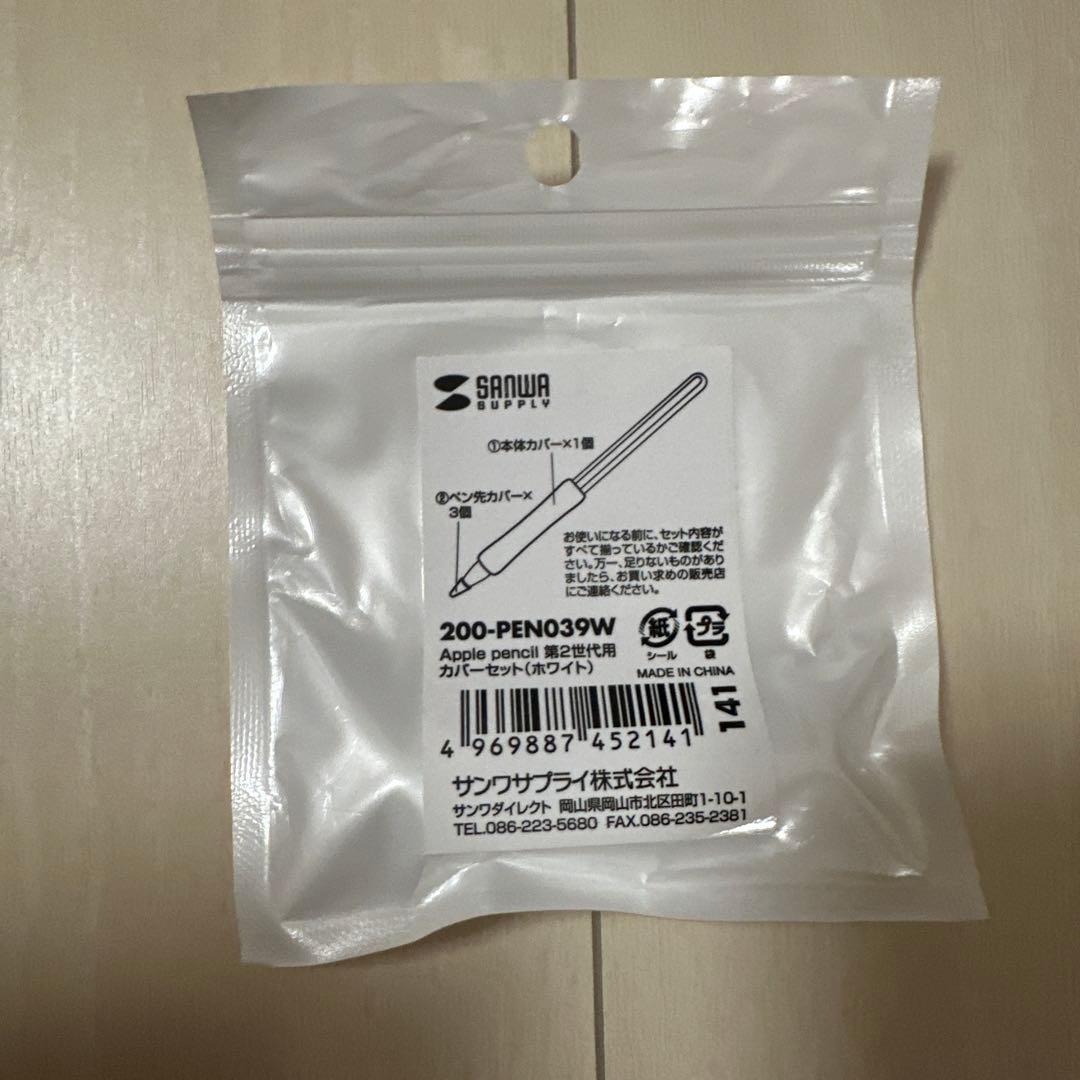 SANWA
SUPPLY
①本体カバー×1個
②ペン先カバー×
3個
お使いになる前に、セット内容が
すべて揃っているかご確認くだ
さい。万一、足りないものがあり
ましたら、お買い求めの販売店
にご連絡ください。
200-PEN039W
Apple pencil 第2世代用
カバーセット(ホワイト)
紙
シール
プラ
袋
MADE IN CHINA
141
4 969887 452141
サンワサプライ株式会社
サンワダイレクト 岡山県岡山市北区田町1-10-1
TEL.086-223-5680 FAX.086-235-2381